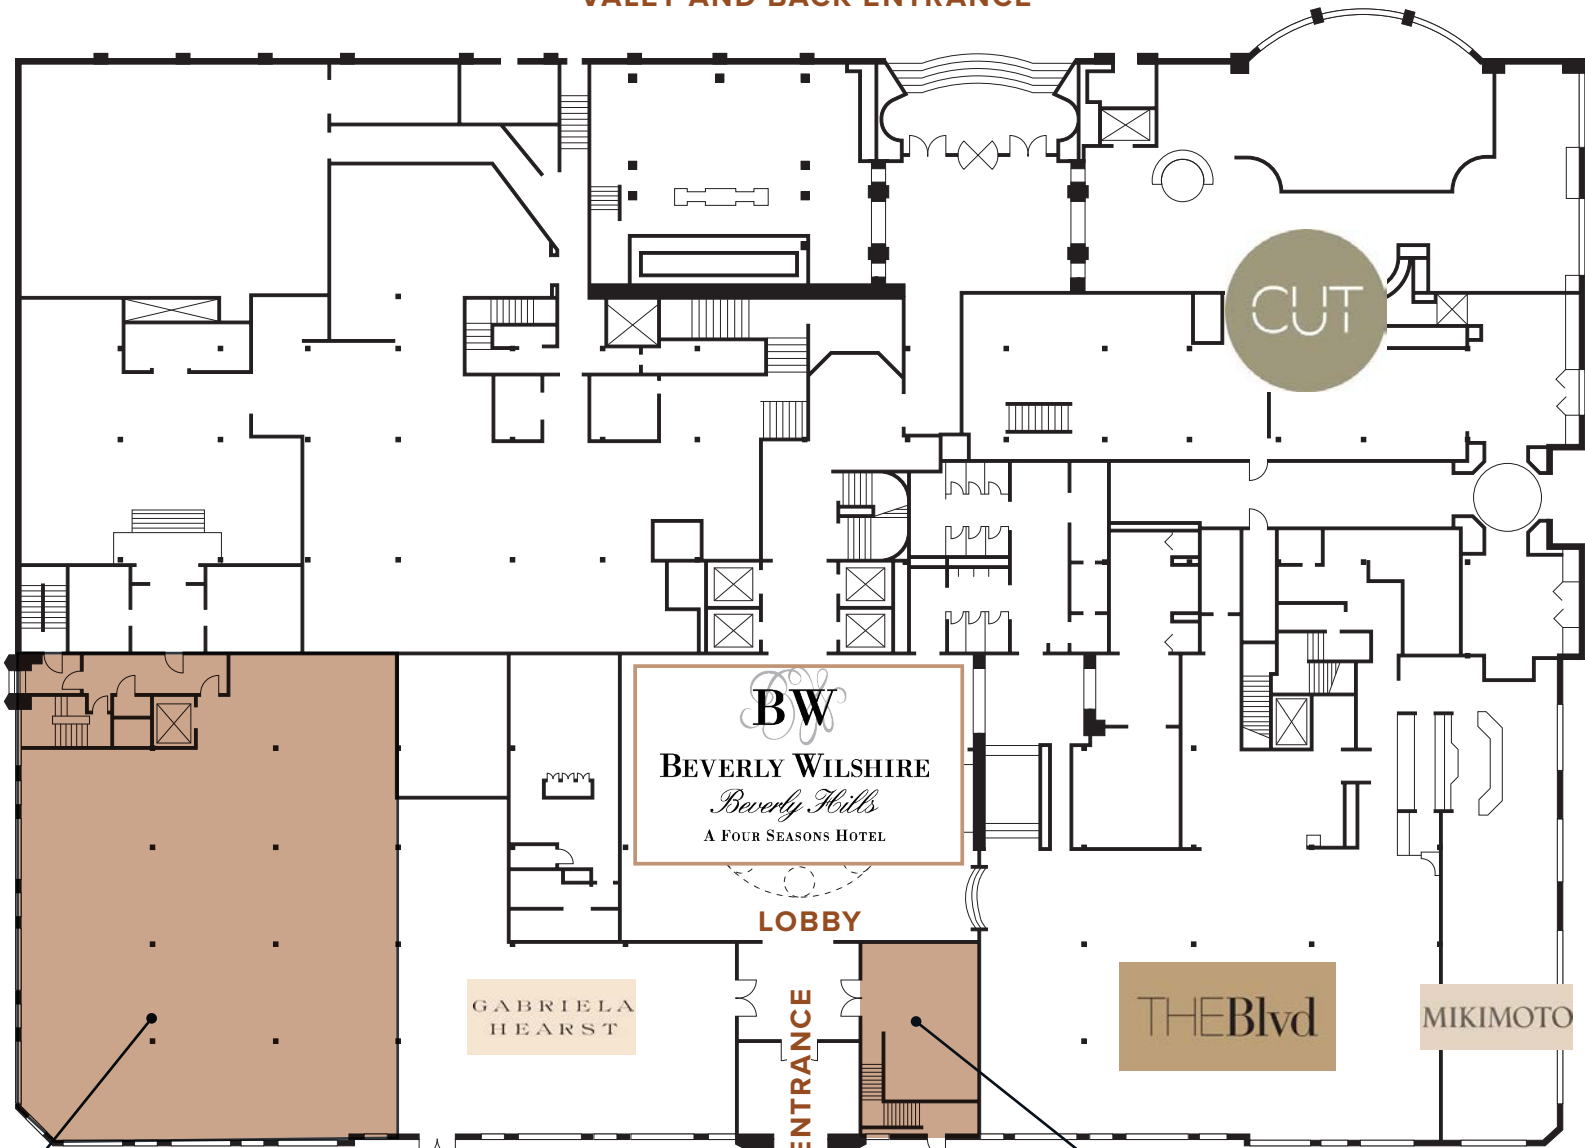 VALET AND BACK ENTRANCE
CUT
BW
BEVERLY WILSHIRE
Beverly Hills
A FOUR SEASONS HOTEL
LOBBY
GABRIELA
HEARST
ENTRANCE
THEBlvd
MIKIMOTO